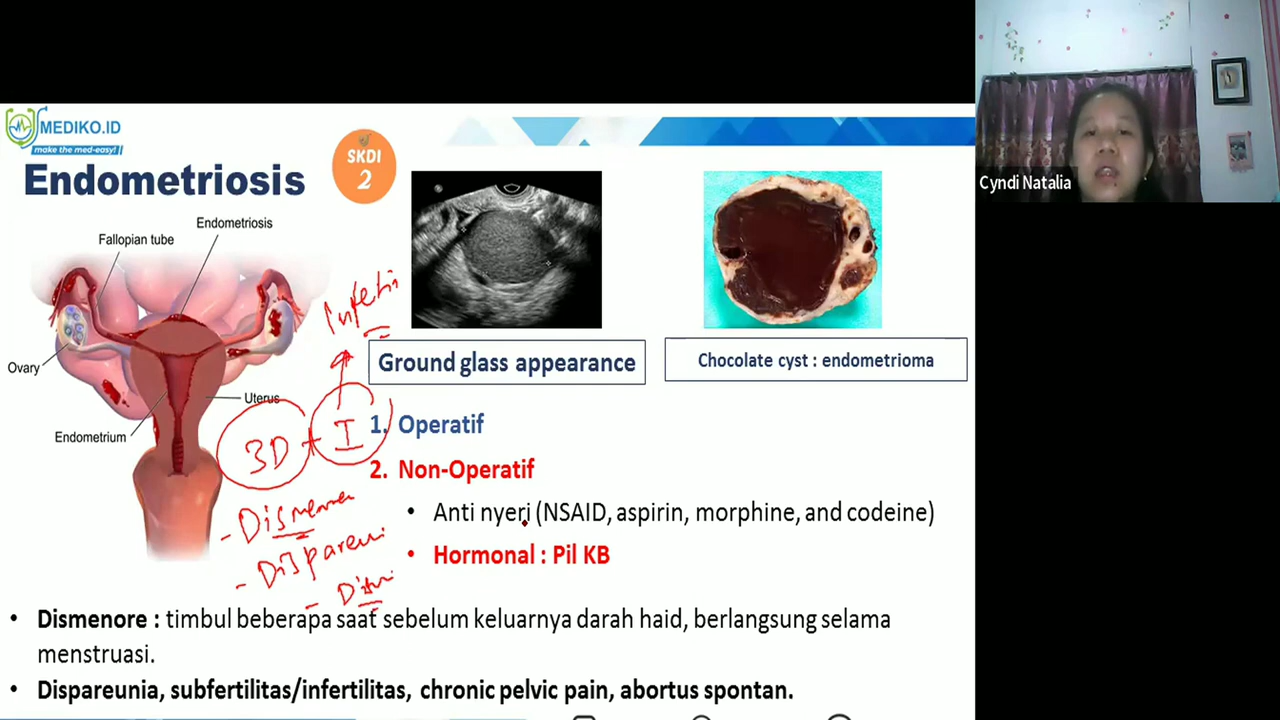 MEDIKO.ID
make the med-easy!
Endometriosis
SKDI
2
Endometriosis
Fallopian tube
Ovary
Uterus
Endometrium
Ground glass appearance
Chocolate cyst : endometrioma
3D + I
- Dismenore
- Dispareuni
1. Operatif
2. Non-Operatif
• Anti nyeri (NSAID, aspirin, morphine, and codeine)
• Hormonal : Pil KB
• Dismenore : timbul beberapa saat sebelum keluarnya darah haid, berlangsung selama
menstruasi.
• Dispareunia, subfertilitas/infertilitas, chronic pelvic pain, abortus spontan.
Cyndi Natalia